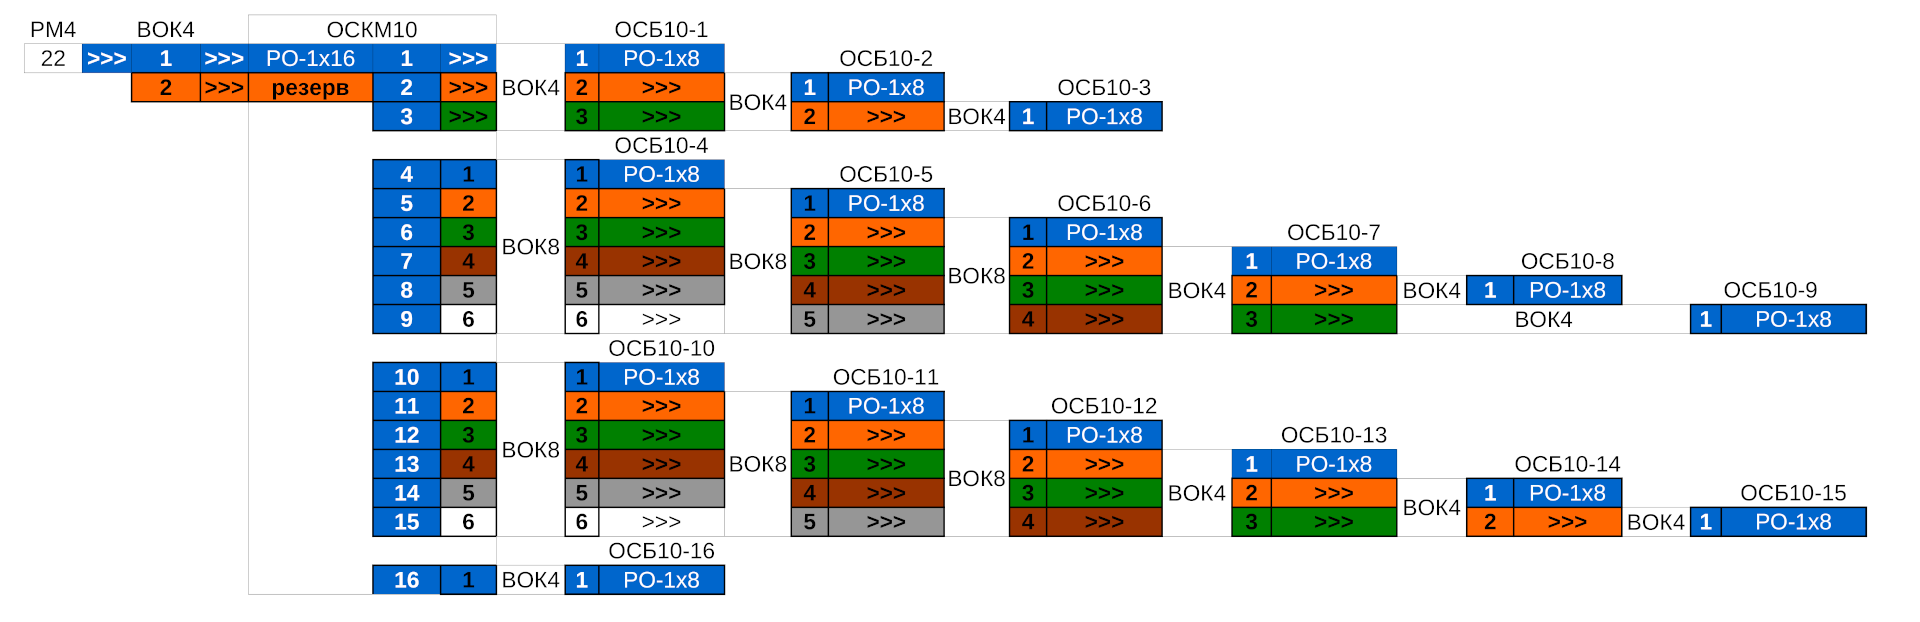 РМ4 ВОК4 ОСКМ10 ОСБ10-1
22 >>> 1 >>> РО-1х16 1 >>> 1 РО-1х8 ОСБ10-2
2 >>> резерв 2 >>> ВОК4 2 >>> ВОК4 1 РО-1х8 ОСБ10-3
3 >>> 3 >>> 2 >>> ВОК4 1 РО-1х8
ОСБ10-4
4 1 1 РО-1х8 ОСБ10-5
5 2 2 >>> 1 РО-1х8 ОСБ10-6
6 3 ВОК8 3 >>> 2 >>> 1 РО-1х8 ОСБ10-7
7 4 4 >>> ВОК8 3 >>> 2 >>> 1 РО-1х8 ОСБ10-8
8 5 5 >>> 4 >>> ВОК8 3 >>> ВОК4 2 >>> ВОК4 1 РО-1х8 ОСБ10-9
9 6 6 >>> 5 >>> 4 >>> 3 >>> ВОК4 1 РО-1х8
ОСБ10-10
10 1 1 РО-1х8 ОСБ10-11
11 2 2 >>> 1 РО-1х8 ОСБ10-12
12 3 ВОК8 3 >>> 2 >>> 1 РО-1х8 ОСБ10-13
13 4 4 >>> ВОК8 3 >>> 2 >>> 1 РО-1х8 ОСБ10-14
14 5 5 >>> 4 >>> ВОК8 3 >>> ВОК4 2 >>> ВОК4 1 РО-1х8 ОСБ10-15
15 6 6 >>> 5 >>> 4 >>> 3 >>> 2 >>> ВОК4 1 РО-1х8
ОСБ10-16
16 1 ВОК4 1 РО-1х8